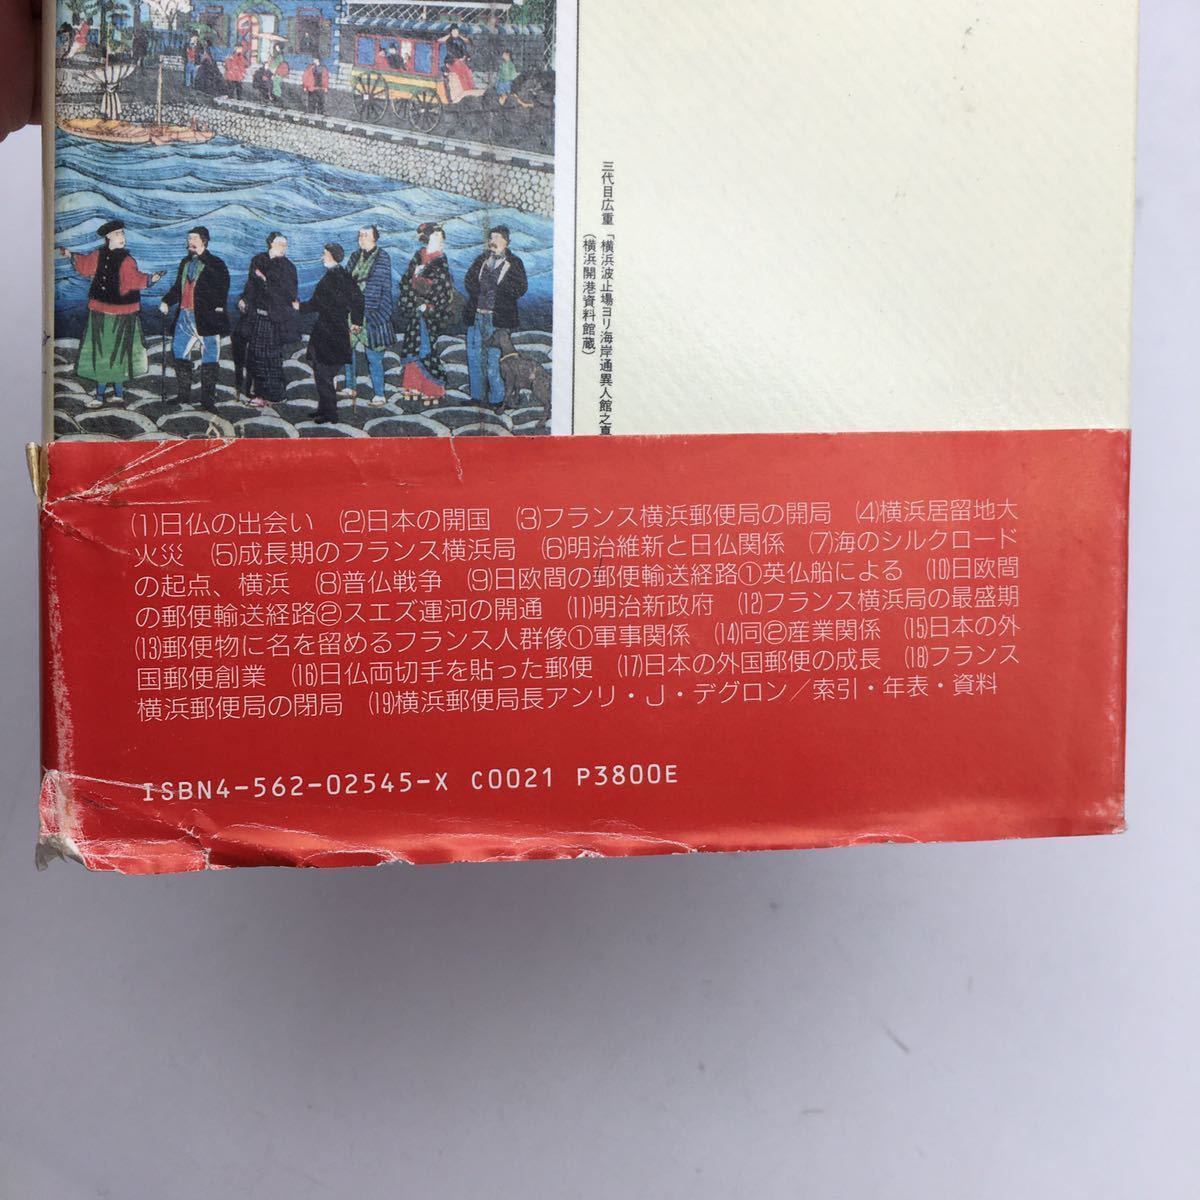 三代目広重「横浜波止場ヨリ海岸通異人館之真
（横浜開港資料館蔵）
⑴日仏の出会い ⑵日本の開国 ⑶フランス横浜郵便局の開局 ⑷横浜居留地大
火災 ⑸成長期のフランス横浜局 ⑹明治維新と日仏関係 ⑺海のシルクロード
の起点、横浜 ⑻普仏戦争 ⑼日欧間の郵便輸送経路①英仏船による ⑽日欧間
の郵便輸送経路②スエズ運河の開通 ⑾明治新政府 ⑿フランス横浜局の最盛期
⒀郵便物に名を留めるフランス人群像①軍事関係 ⒁同②産業関係 ⒂日本の外
国郵便創業 ⒃日仏両切手を貼った郵便 ⒄日本の外国郵便の成長 ⒅フランス
横浜郵便局の閉局 ⒆横浜郵便局長アンリ・J・デグロン／索引・年表・資料
ISBN4-562-02545-X C0021 P3800E